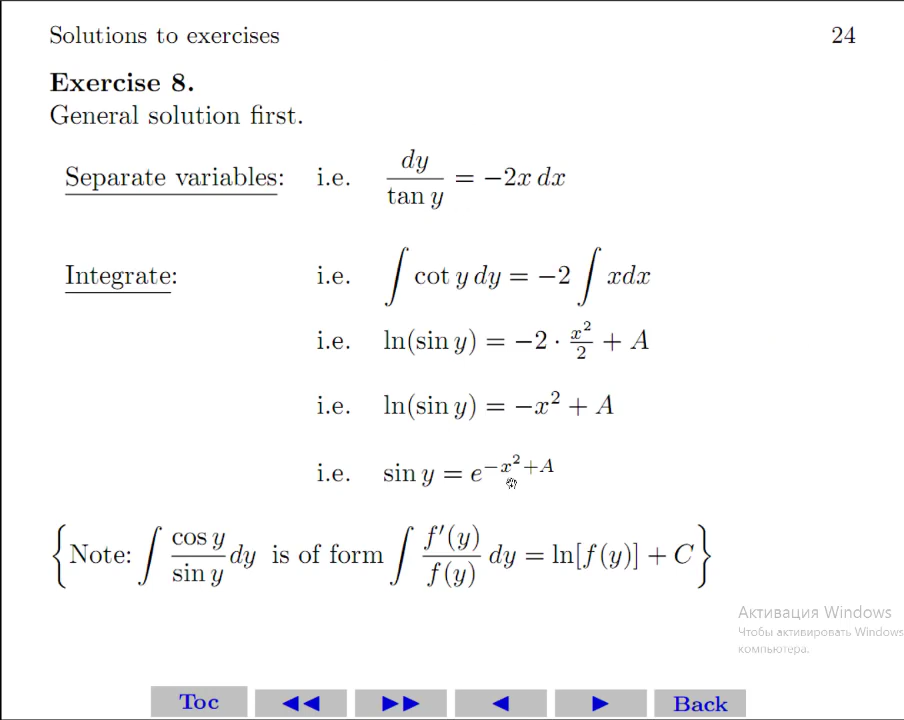 Solutions to exercises 24
Exercise 8.
General solution first.
Separate variables: i.e. dy/tan y = −2x dx
Integrate: i.e. ∫ cot y dy = −2 ∫ xdx
i.e. ln(sin y) = −2 · x²/2 + A
i.e. ln(sin y) = −x² + A
i.e. sin y = e^(−x²+A)
{Note: ∫ cos y/sin y dy is of form ∫ f′(y)/f(y) dy = ln[f(y)] + C}
Активация Windows
Чтобы активировать Windows
компьютера.
Toc ◀◀ ▶▶ ◀ ▶ Back